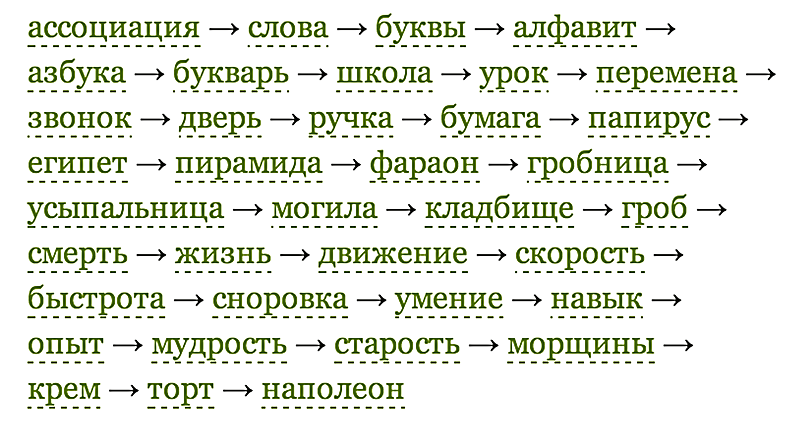 ассоциация → слова → буквы → алфавит →
азбука → букварь → школа → урок → перемена →
звонок → дверь → ручка → бумага → папирус →
египет → пирамида → фараон → гробница →
усыпальница → могила → кладбище → гроб →
смерть → жизнь → движение → скорость →
быстрота → сноровка → умение → навык →
опыт → мудрость → старость → морщины →
крем → торт → наполеон